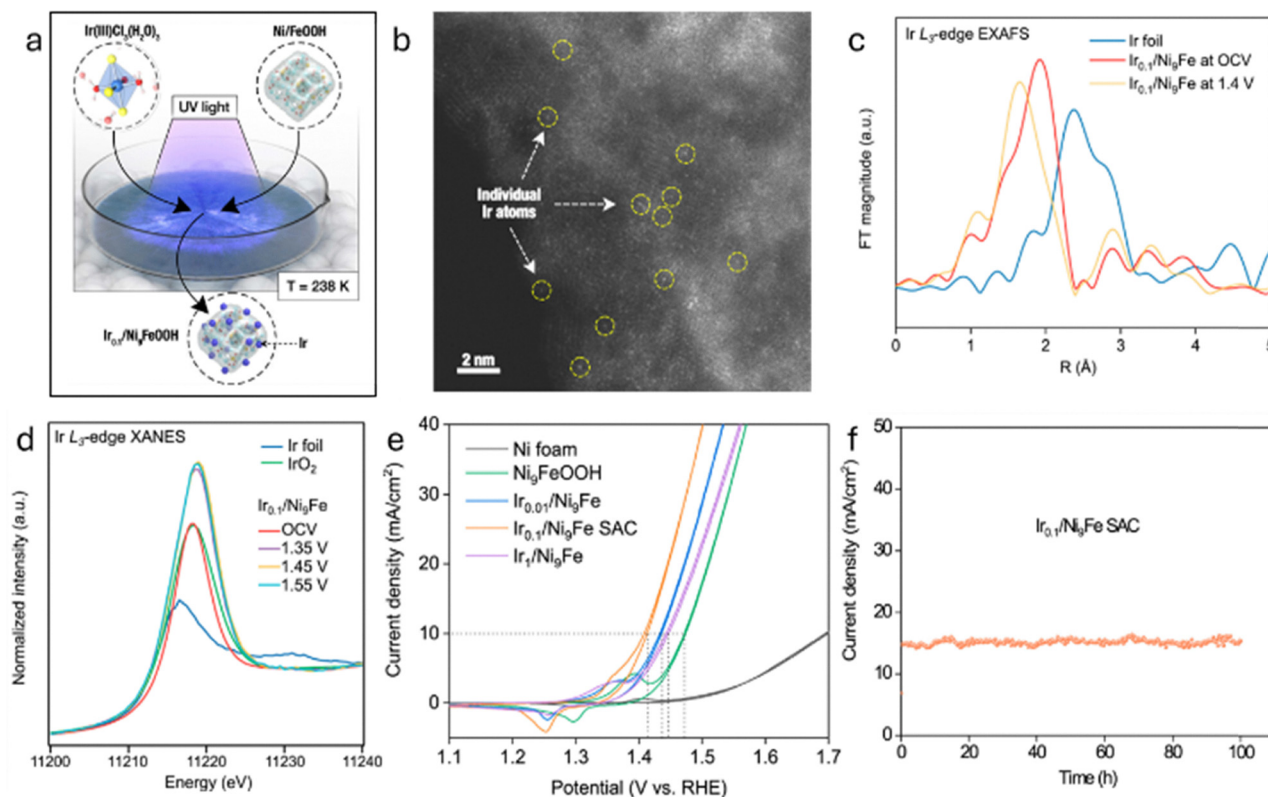 a
Ir(III)Cl₃(H₂O)₃
Ni/FeOOH
UV light
T = 238 K
Ir₀.₁/Ni₉FeOOH
Ir
b
Individual
Ir atoms
2 nm
c
Ir L₃-edge EXAFS
Ir foil
Ir₀.₁/Ni₉Fe at OCV
Ir₀.₁/Ni₉Fe at 1.4 V
FT magnitude (a.u.)
0 1 2 3 4 5
R (Å)
d
Ir L₃-edge XANES
Ir foil
IrO₂
Ir₀.₁/Ni₉Fe
OCV
1.35 V
1.45 V
1.55 V
Normalized intensity (a.u.)
11200 11210 11220 11230 11240
Energy (eV)
e
40
30
20
10
0
Ni foam
Ni₉FeOOH
Ir₀.₀₁/Ni₉Fe
Ir₀.₁/Ni₉Fe SAC
Ir₁/Ni₉Fe
Current density (mA/cm²)
1.1 1.2 1.3 1.4 1.5 1.6 1.7
Potential (V vs. RHE)
f
50
40
30
20
10
0
Ir₀.₁/Ni₉Fe SAC
Current density (mA/cm²)
0 20 40 60 80 100
Time (h)